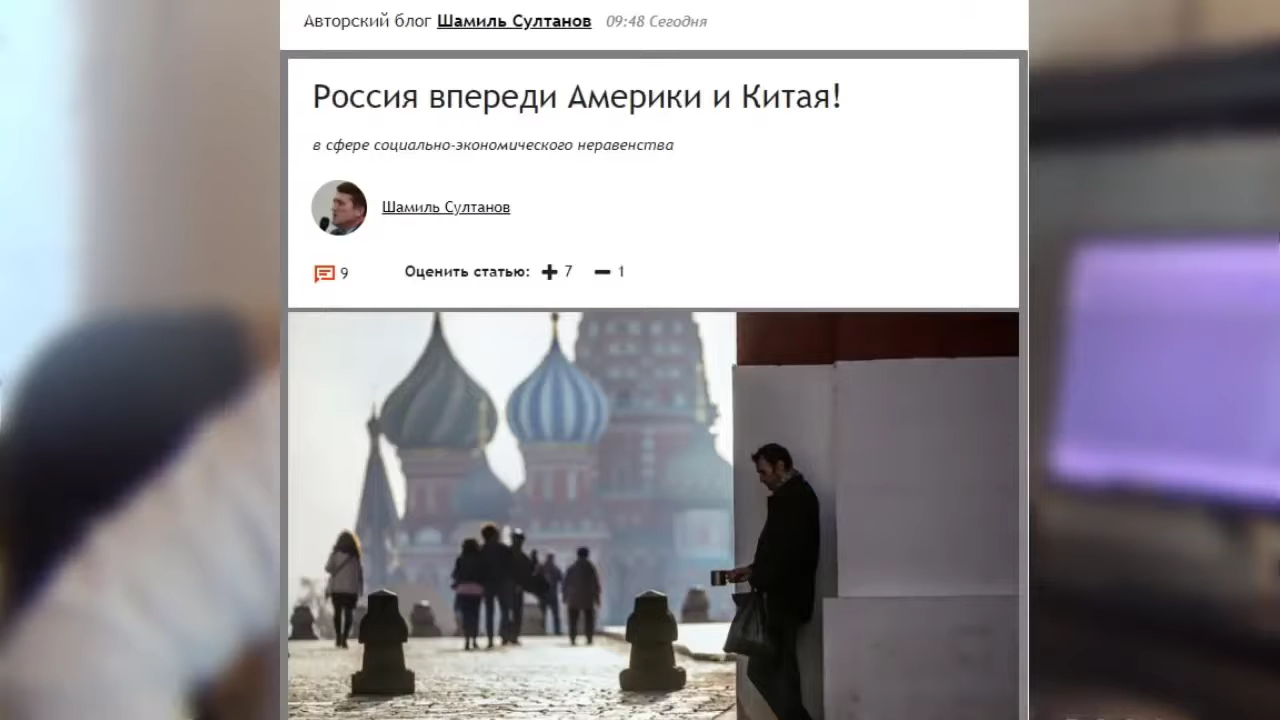 Авторский блог Шамиль Султанов 09:48 Сегодня
Россия впереди Америки и Китая!
в сфере социально-экономического неравенства
Шамиль Султанов
9 Оценить статью: + 7 − 1